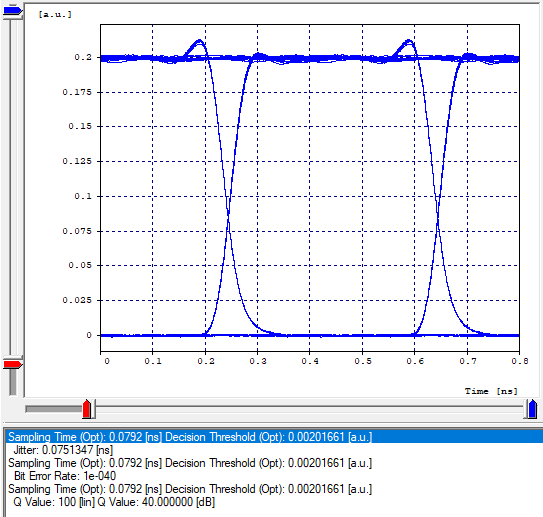 [a.u.]
0.2
0.175
0.15
0.125
0.1
0.075
0.05
0.025
0
0 0.1 0.2 0.3 0.4 0.5 0.6 0.7 0.8
Time [ns]
Sampling Time (Opt): 0.0792 [ns] Decision Threshold (Opt): 0.00201661 [a.u.]
Jitter: 0.0751347 [ns]
Sampling Time (Opt): 0.0792 [ns] Decision Threshold (Opt): 0.00201661 [a.u.]
Bit Error Rate: 1e-040
Sampling Time (Opt): 0.0792 [ns] Decision Threshold (Opt): 0.00201661 [a.u.]
Q Value: 100 [lin] Q Value: 40.000000 [dB]